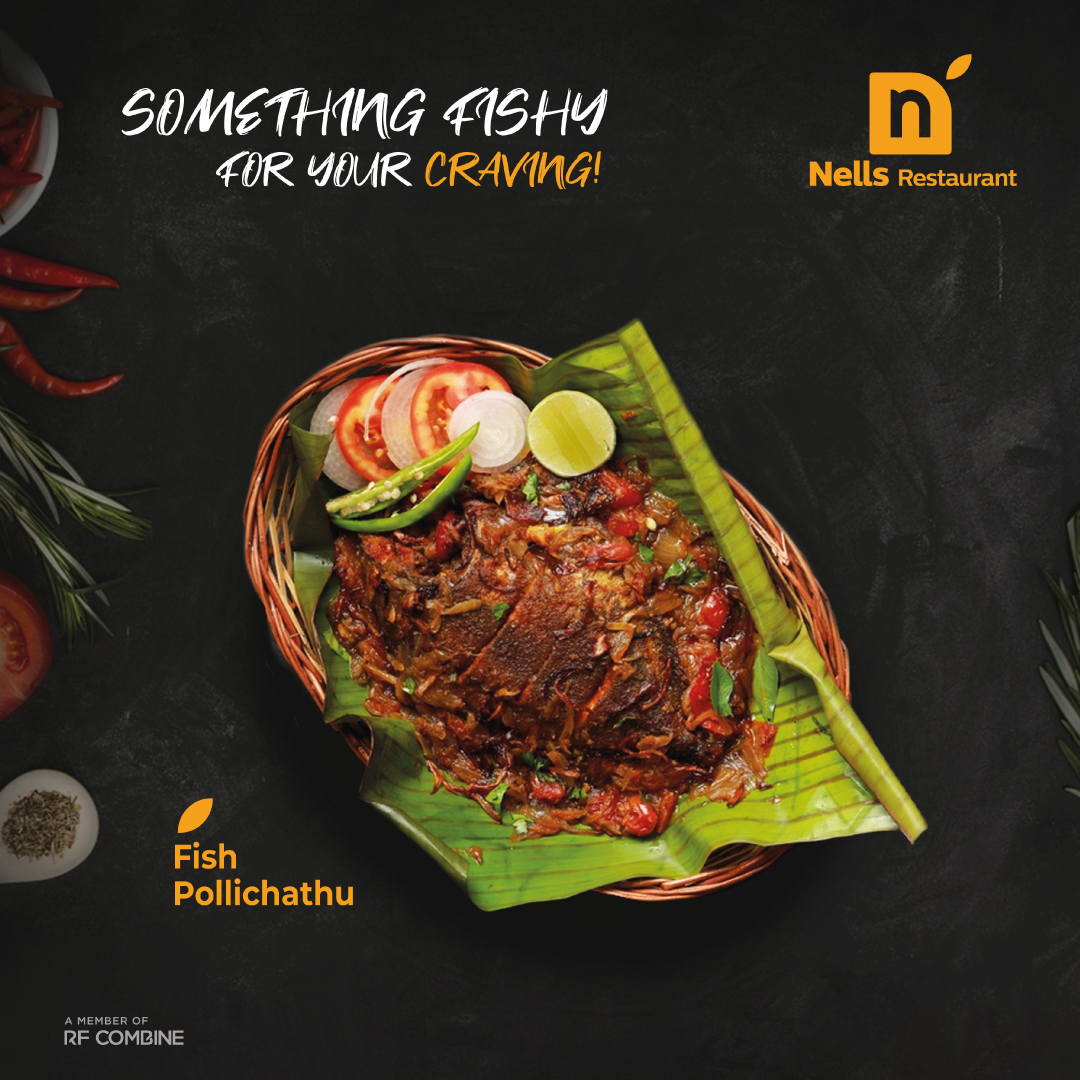 SOMETHING FISHY
FOR YOUR CRAVING!
n
Nells Restaurant
Fish
Pollichathu
A MEMBER OF
RF COMBINE